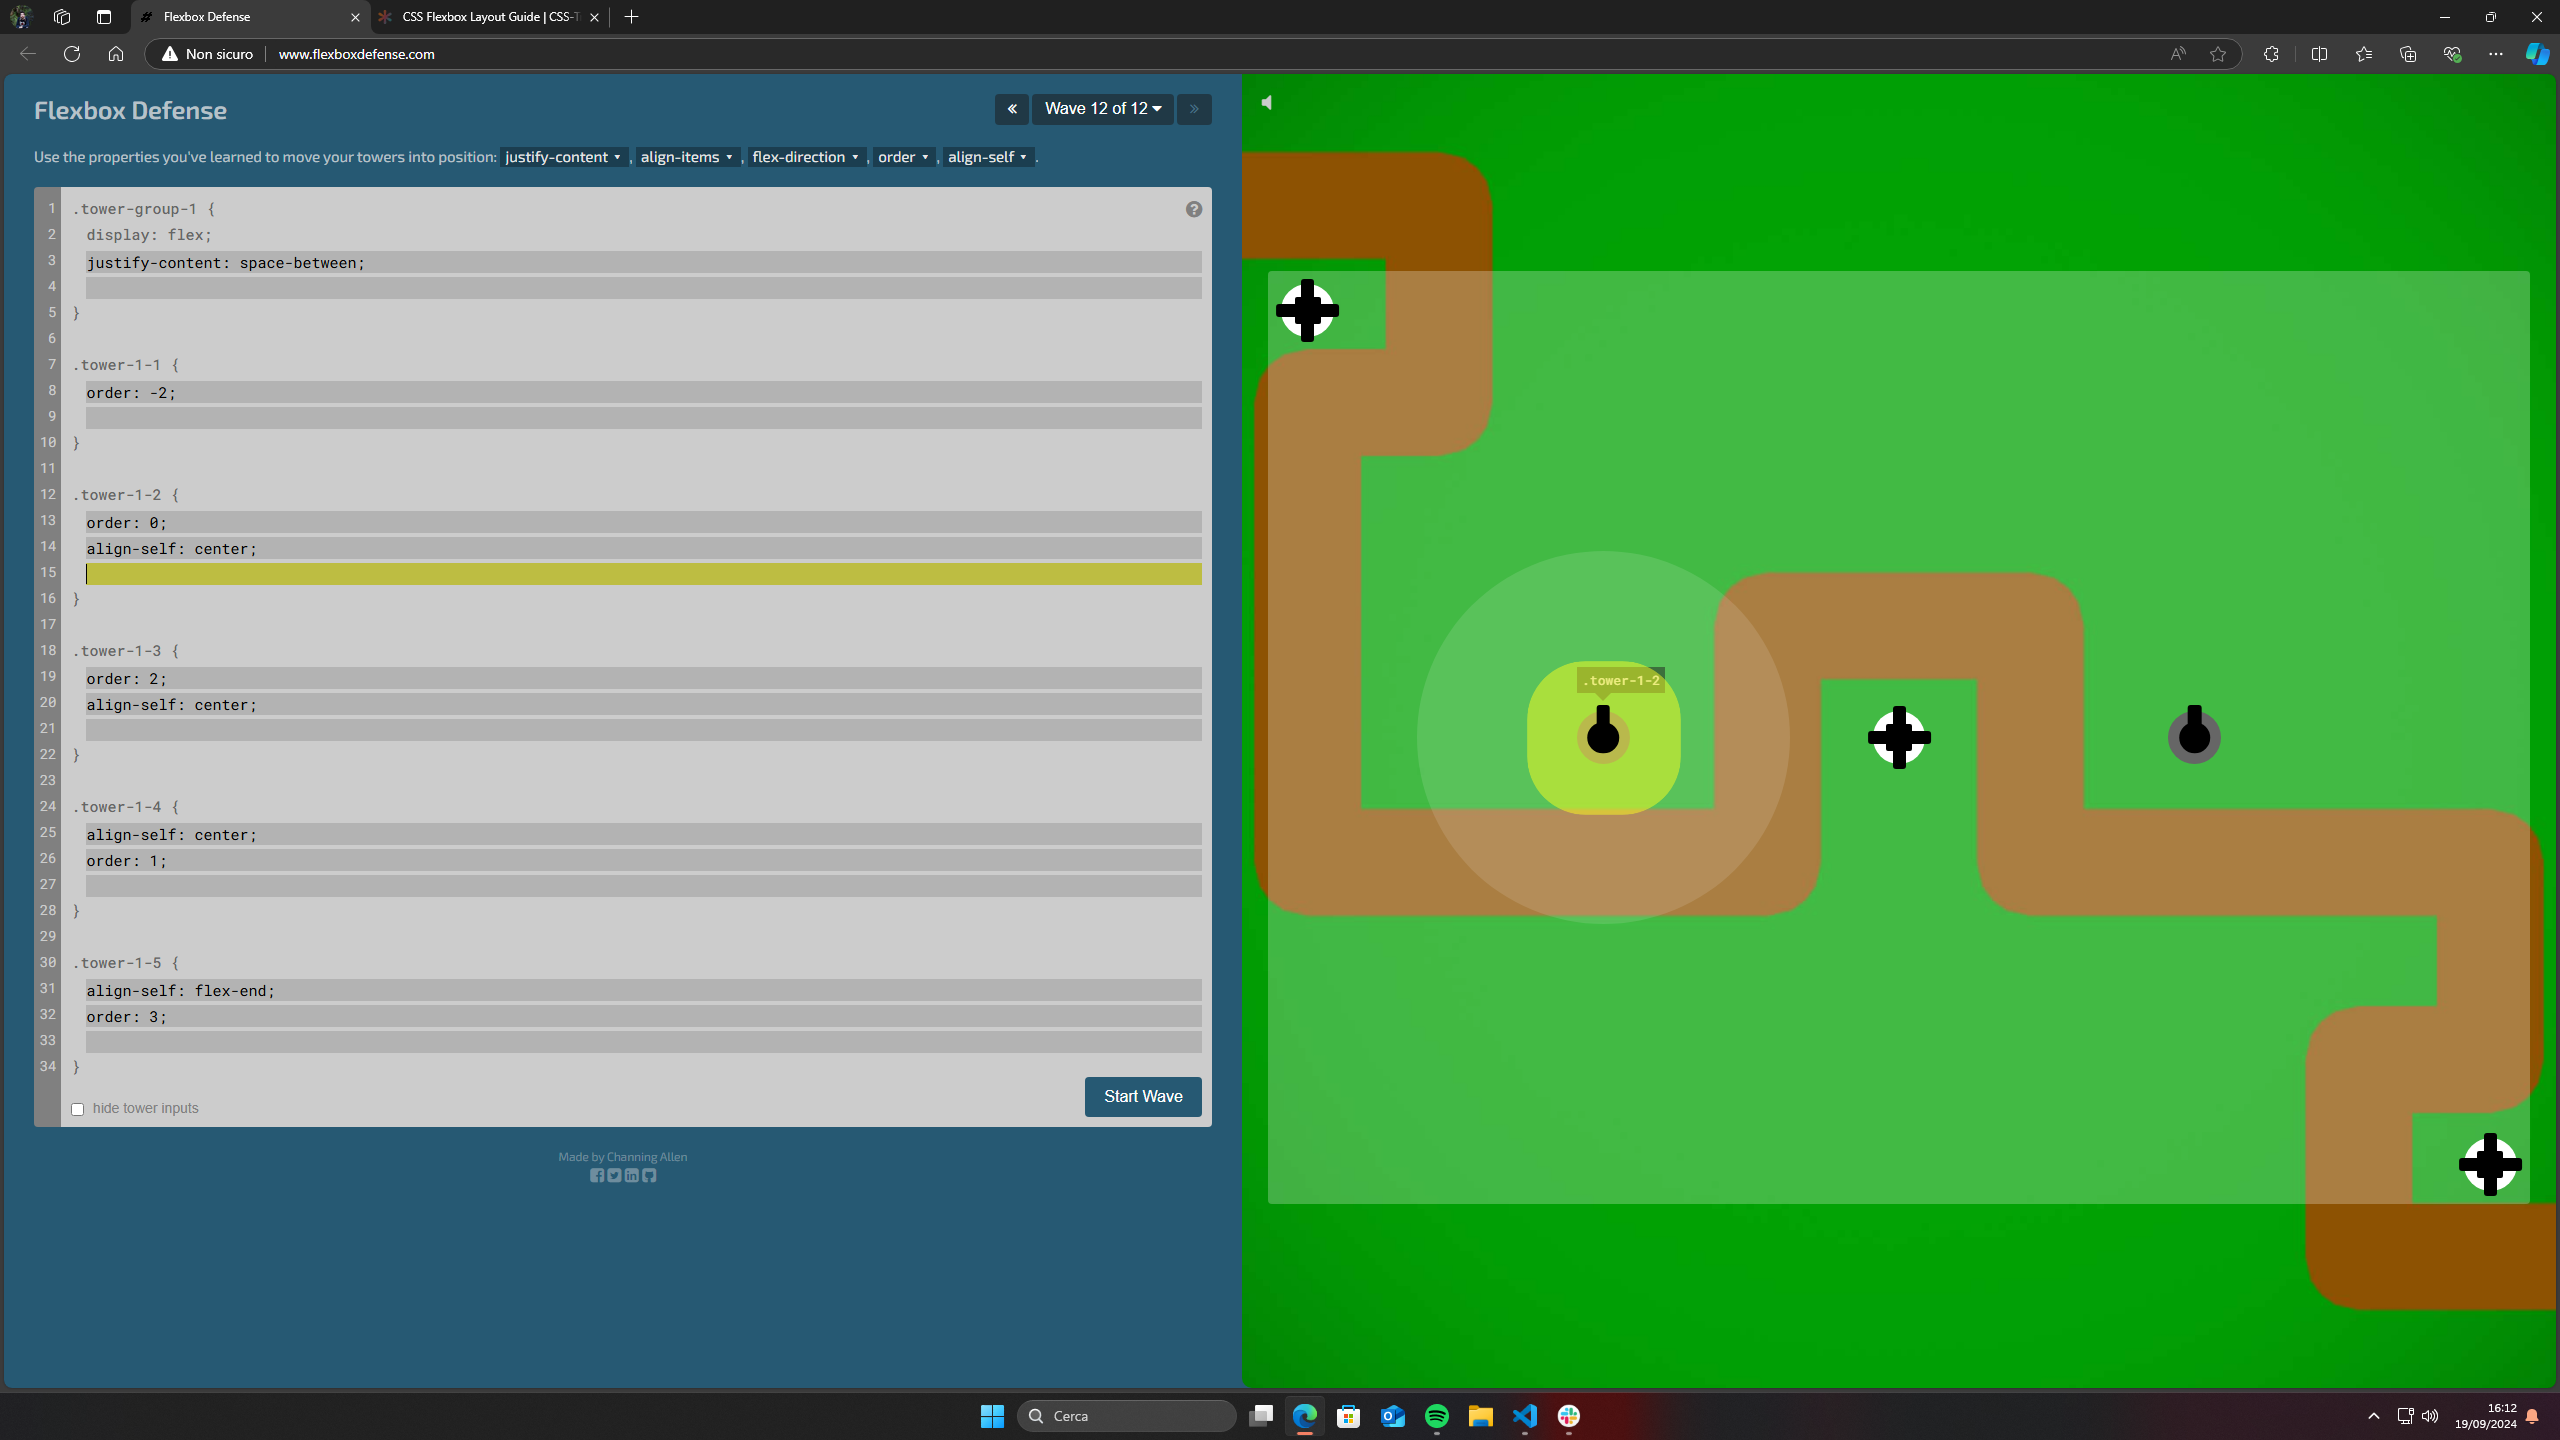 Flexbox Defense
CSS Flexbox Layout Guide | CSS-T
Non sicuro
www.flexboxdefense.com
Flexbox Defense
« Wave 12 of 12 »
Use the properties you've learned to move your towers into position: justify-content , align-items , flex-direction , order , align-self .
1 .tower-group-1 {
2 display: flex;
3 justify-content: space-between;
4
5 }
6
7 .tower-1-1 {
8 order: -2;
9
10 }
11
12 .tower-1-2 {
13 order: 0;
14 align-self: center;
15
16 }
17
18 .tower-1-3 {
19 order: 2;
20 align-self: center;
21
22 }
23
24 .tower-1-4 {
25 align-self: center;
26 order: 1;
27
28 }
29
30 .tower-1-5 {
31 align-self: flex-end;
32 order: 3;
33
34 }
hide tower inputs
Start Wave
Made by Channing Allen
.tower-1-2
Cerca
16:12
19/09/2024